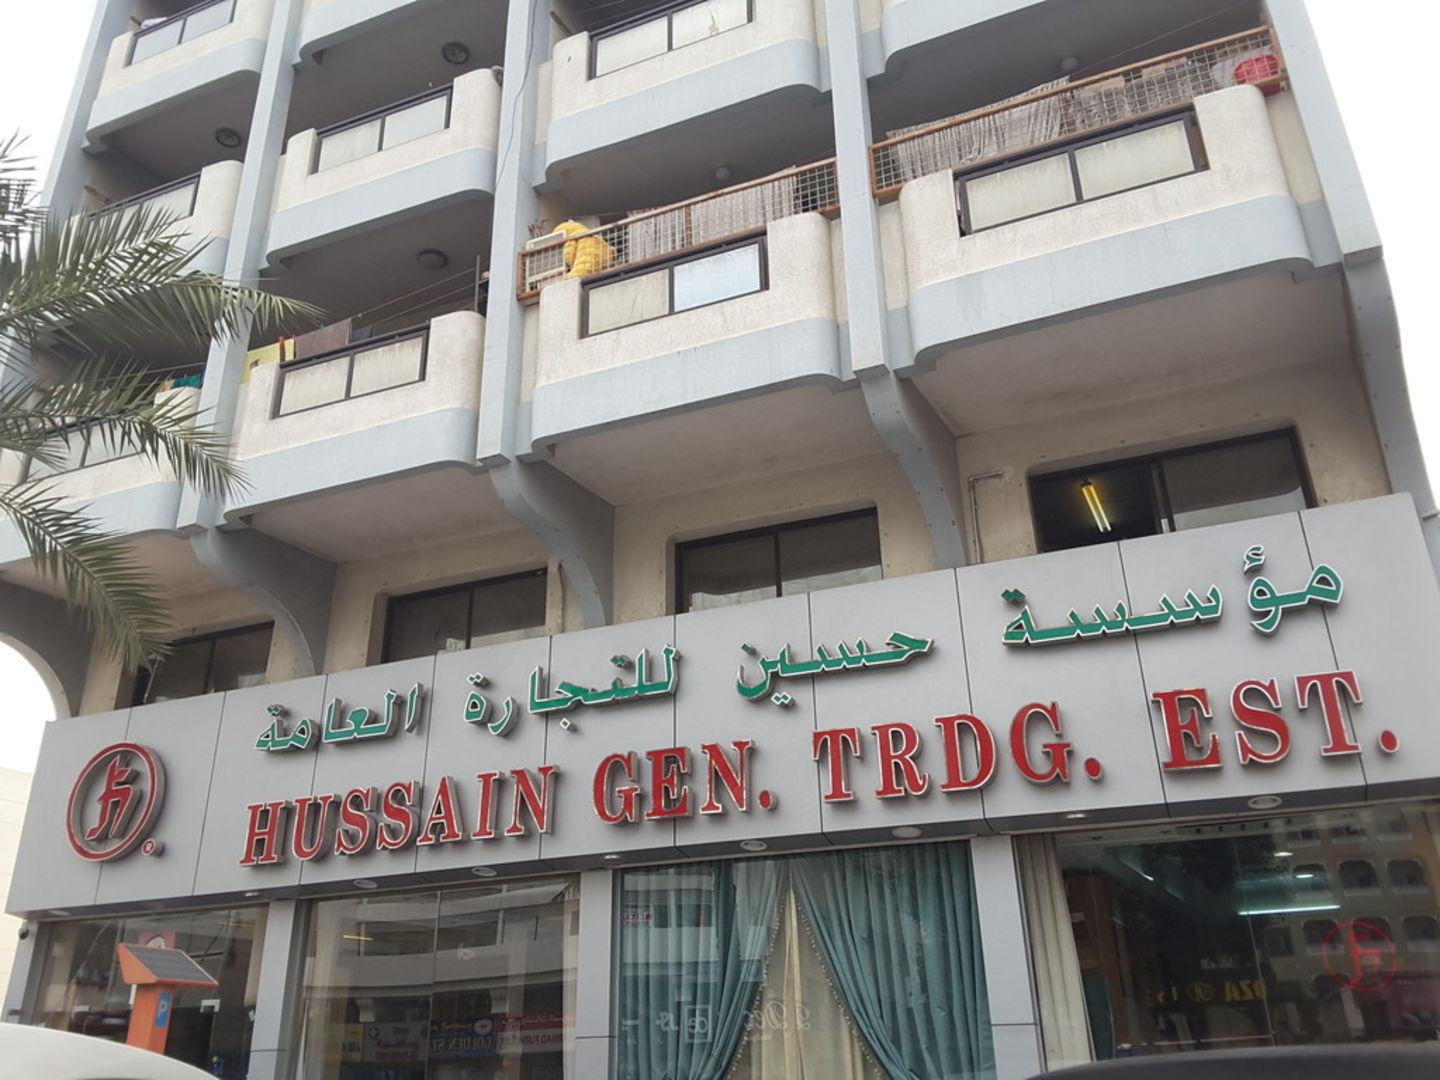 مؤسسة حسين للتجارة العامة
HUSSAIN GEN. TRDG. EST.
®
P